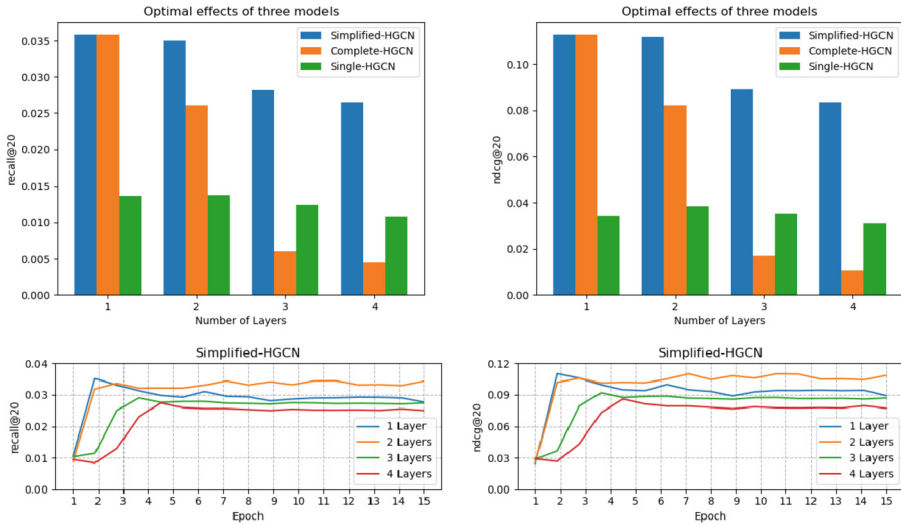 Optimal effects of three models
0.035
0.030
0.025
0.020
0.015
0.010
0.005
0.000
recall@20
Simplified-HGCN
Complete-HGCN
Single-HGCN
1 2 3 4
Number of Layers
Optimal effects of three models
0.10
0.08
0.06
0.04
0.02
0.00
ndcg@20
Simplified-HGCN
Complete-HGCN
Single-HGCN
1 2 3 4
Number of Layers
Simplified-HGCN
0.04
0.03
0.02
0.01
0.00
recall@20
1 Layer
2 Layers
3 Layers
4 Layers
1 2 3 4 5 6 7 8 9 10 11 12 13 14 15
Epoch
Simplified-HGCN
0.12
0.09
0.06
0.03
0.00
ndcg@20
1 Layer
2 Layers
3 Layers
4 Layers
1 2 3 4 5 6 7 8 9 10 11 12 13 14 15
Epoch